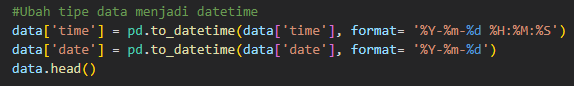 #Ubah tipe data menjadi datetime
data['time'] = pd.to_datetime(data['time'], format= '%Y-%m-%d %H:%M:%S')
data['date'] = pd.to_datetime(data['date'], format= '%Y-%m-%d')
data.head()